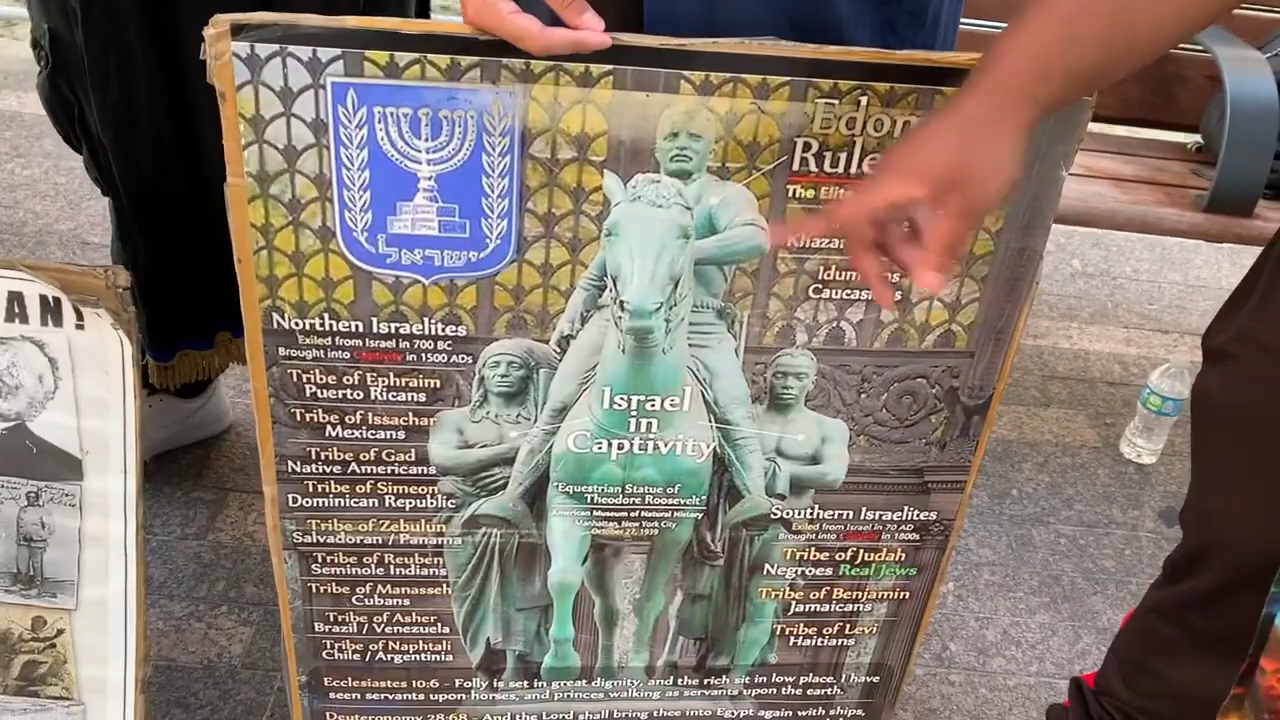 AN!
ישראל
Edom
The Elite
Caucas
Northen Israelites
Exiled from Israel in 700 BC
Brought into Captivity in 1500 ADs
Tribe of Ephraim
Puerto Ricans
Tribe of Issachar
Mexicans
Tribe of Gad
Native Americans
Tribe of Simeon
Dominican Republic
Tribe of Zebulun
Salvadoran / Panama
Tribe of Reuben
Seminole Indians
Tribe of Manasseh
Cubans
Tribe of Asher
Brazil / Venezuela
Tribe of Naphtali
Chile / Argentinia
Israel
in
Captivity
"Equestrian Statue of
Theodore Roosevelt"
American Museum of Natural History
Manhattan, New York City
October 27, 1939
Southern Israelites
Exiled from Israel in 70 AD
Brought into Captivity in 1800s
Tribe of Judah
Negroes Real Jews
Tribe of Benjamin
Jamaicans
Tribe of Levi
Haitians
Ecclesiastes 10:6 - Folly is set in great dignity, and the rich sit in low place. I have
seen servants upon horses, and princes walking as servants upon the earth.
Deuteronomy 28:68 - And the Lord shall bring thee into Egypt again with ships,